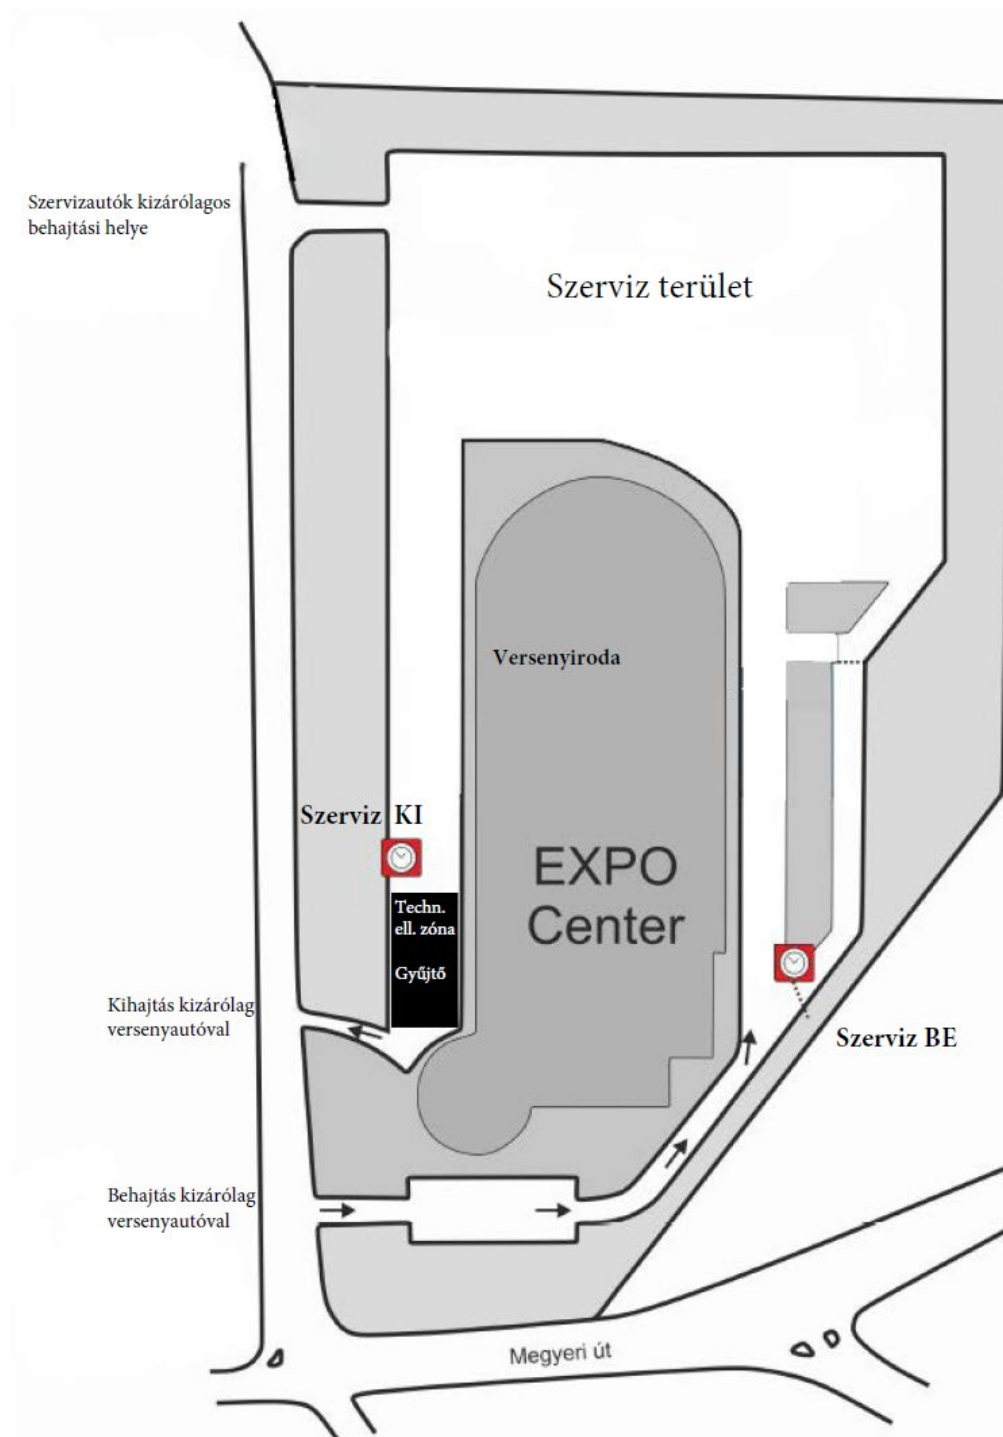 Szervizautók kizárólagos
behajtási helye
Szerviz terület
Versenyiroda
Szerviz KI
EXPO
Center
Techn.
ell. zóna
Gyűjtő
Kihajtás kizárólag
versenyautóval
Szerviz BE
Behajtás kizárólag
versenyautóval
Megyeri út